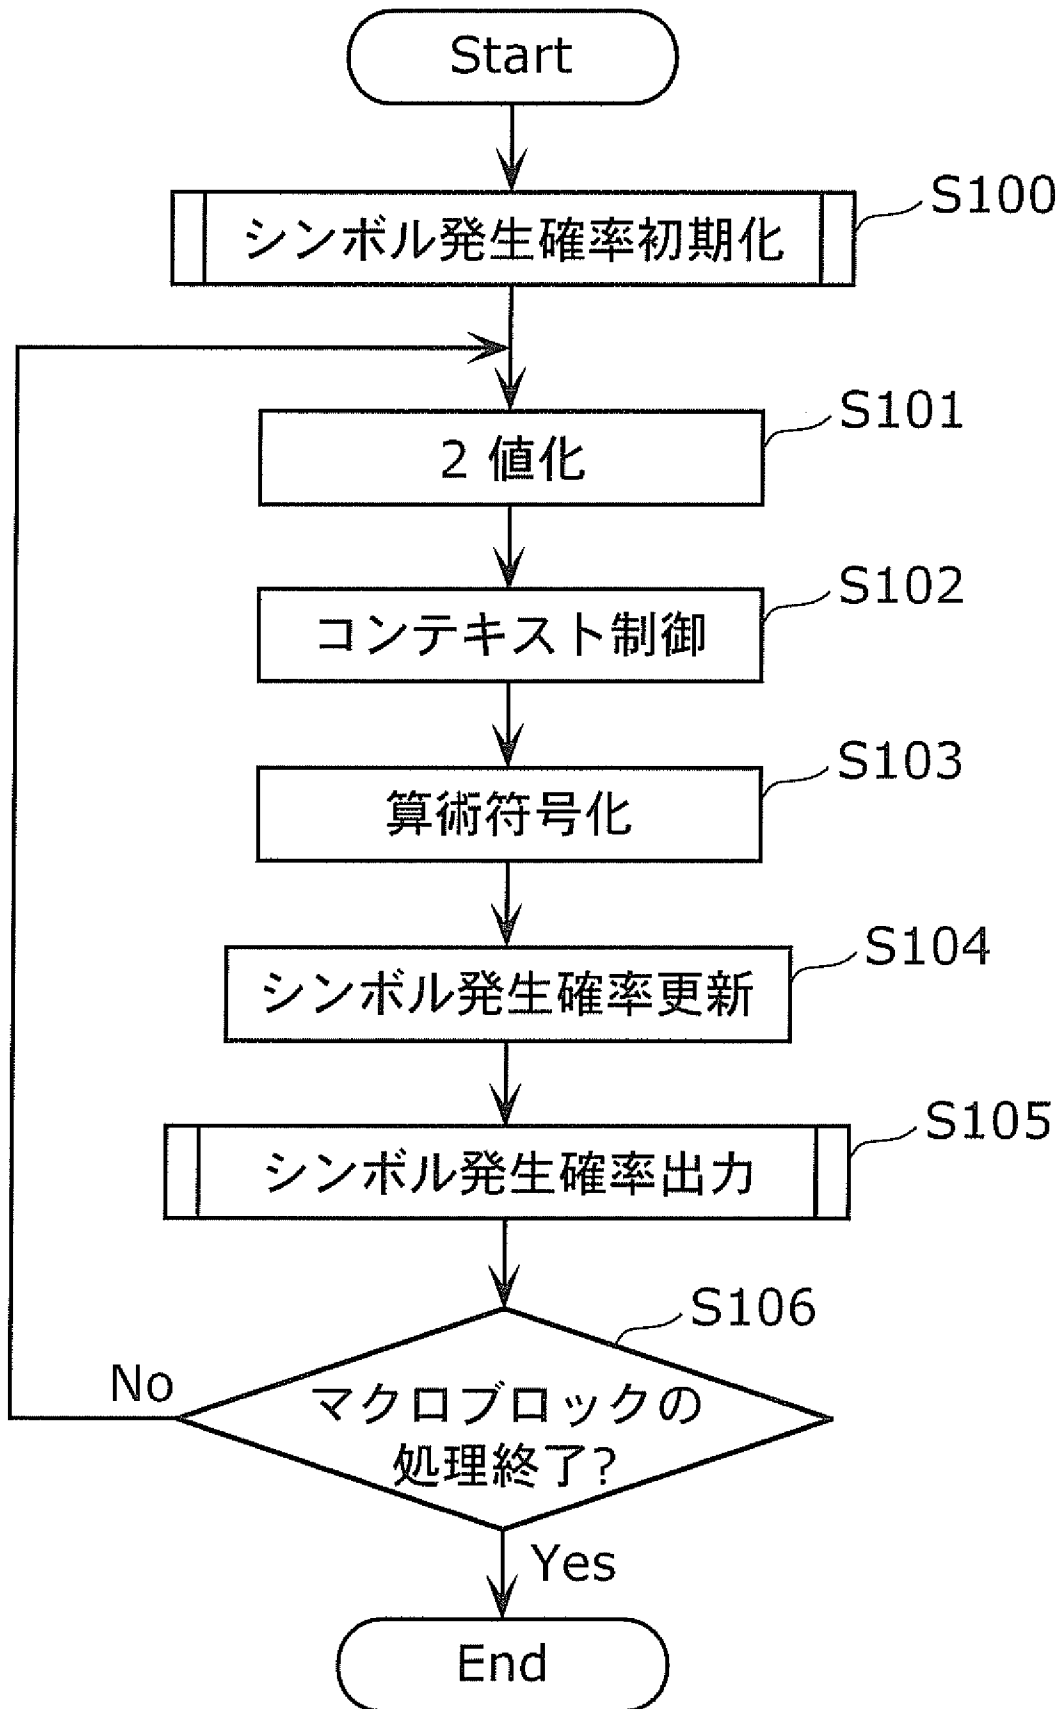 Start
シンボル発生確率初期化
S100
2 値化
S101
コンテキスト制御
S102
算術符号化
S103
シンボル発生確率更新
S104
シンボル発生確率出力
S105
S106
No
マクロブロックの
処理終了?
Yes
End